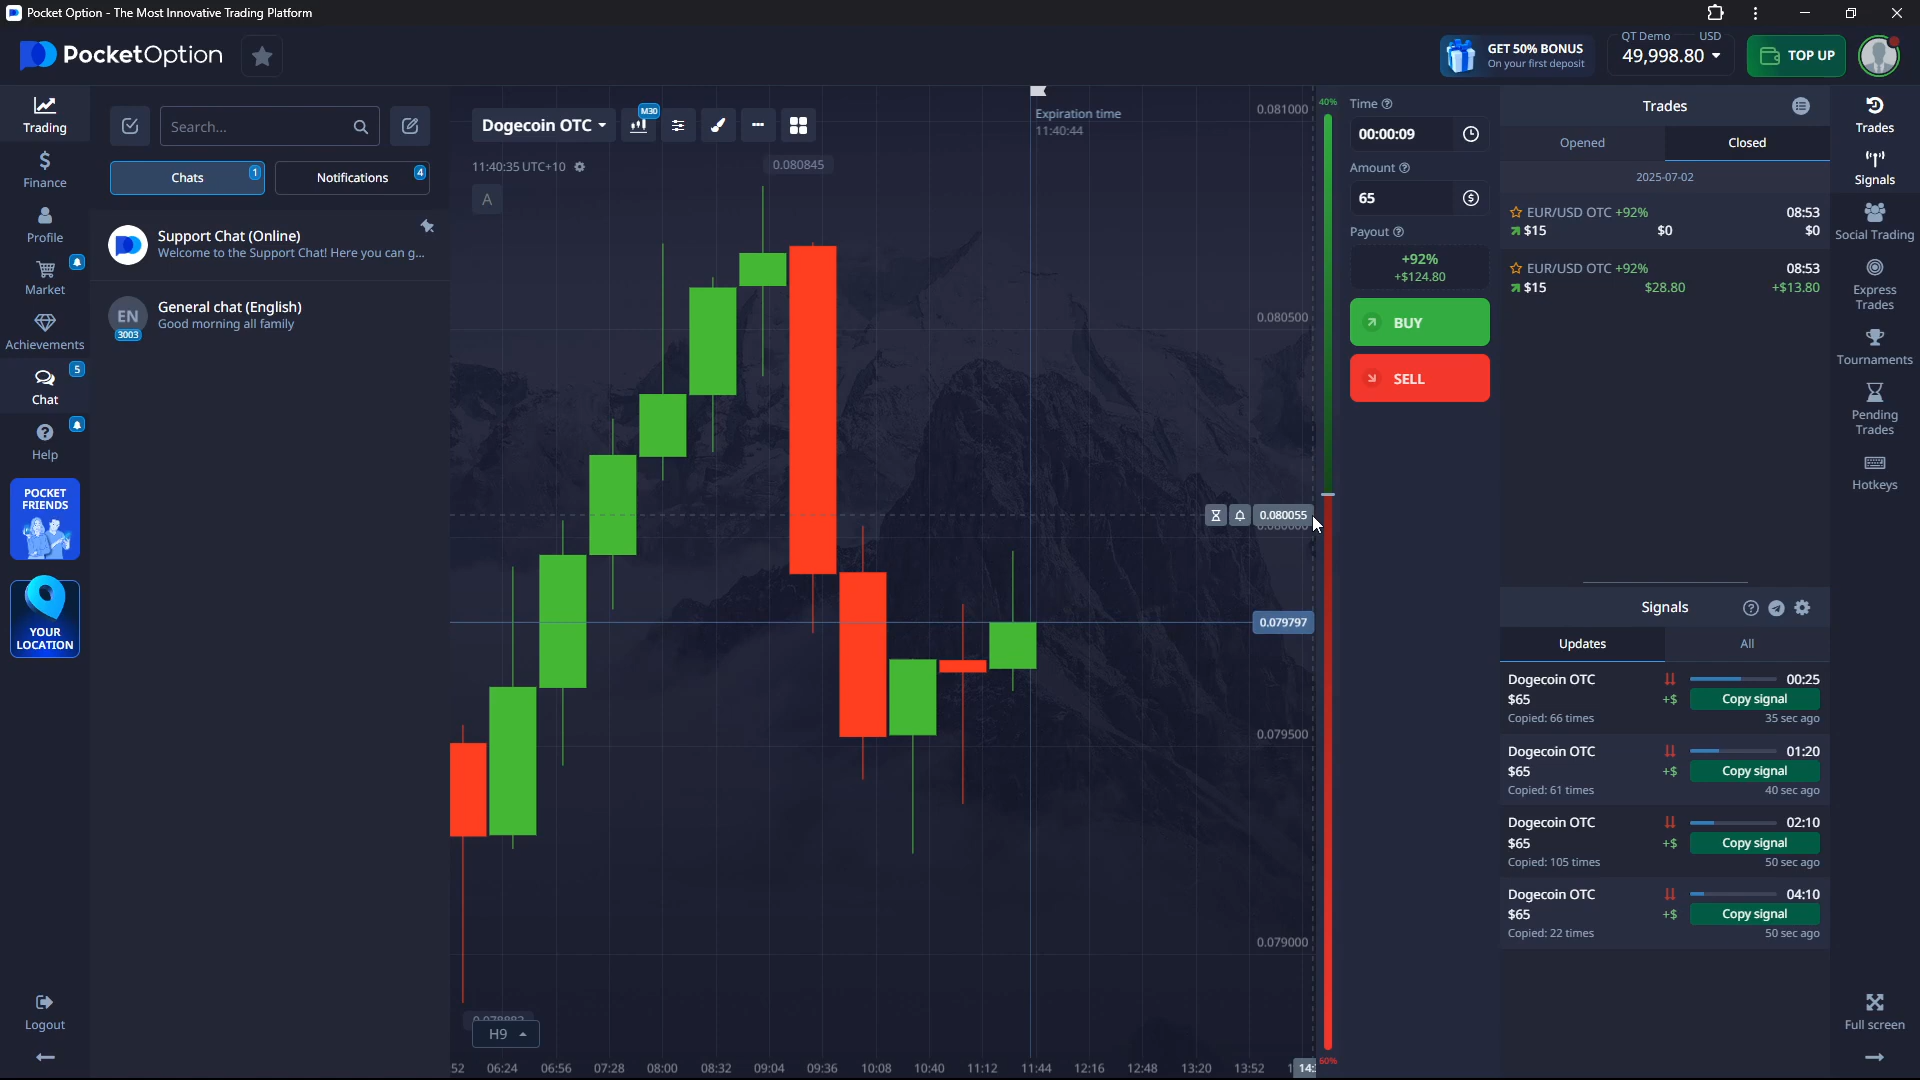 Pocket Option - The Most Innovative Trading Platform
PocketOption
GET 50% BONUS
On your first deposit
QT Demo USD
49,998.80
TOP UP
Trading
Finance
Profile
Market
Achievements
5
Chat
Help
POCKET
FRIENDS
YOUR
LOCATION
Logout
Search...
Chats 1
Notifications 4
Support Chat (Online)
Welcome to the Support Chat! Here you can g...
EN
3003
General chat (English)
Good morning all family
Dogecoin OTC
M30
11:40:35 UTC+10
A
0.080845
Expiration time
11:40:44
0.081000
0.080500
0.080055
0.079797
0.079500
0.079000
H9
52 06:24 06:56 07:28 08:00 08:32 09:04 09:36 10:08 10:40 11:12 11:44 12:16 12:48 13:20 13:52 14:
40%
60%
Time
00:00:09
Amount
65
Payout
+92%
+$124.80
BUY
SELL
Trades
Opened Closed
2025-07-02
EUR/USD OTC +92% 08:53
$15 $0 $0
EUR/USD OTC +92% 08:53
$15 $28.80 +$13.80
Signals
Updates All
Dogecoin OTC 00:25
$65 +$ Copy signal
Copied: 66 times 35 sec ago
Dogecoin OTC 01:20
$65 +$ Copy signal
Copied: 61 times 40 sec ago
Dogecoin OTC 02:10
$65 +$ Copy signal
Copied: 105 times 50 sec ago
Dogecoin OTC 04:10
$65 +$ Copy signal
Copied: 22 times 50 sec ago
Trades
Signals
Social Trading
Express
Trades
Tournaments
Pending
Trades
Hotkeys
Full screen